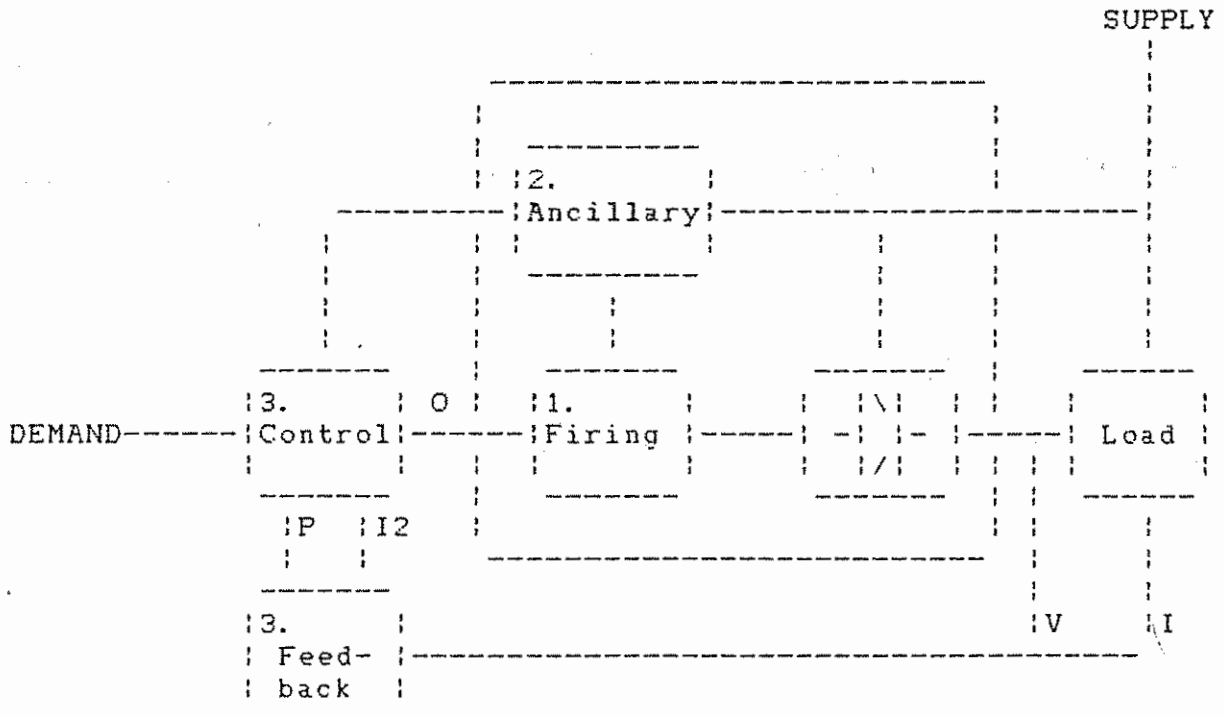 SUPPLY
2.
Ancillary
3. O 1.
DEMAND Control Firing Load
P I2
3. V I
Feed-
back